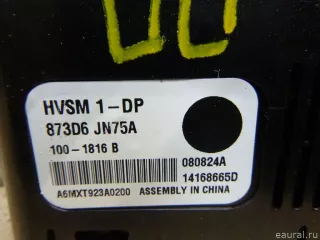 HVSM 1-DP
873D6 JN75A
100-1816 B
080824A
14168665D
A6MXT923A0200 ASSEMBLY IN CHINA
eaural.ru